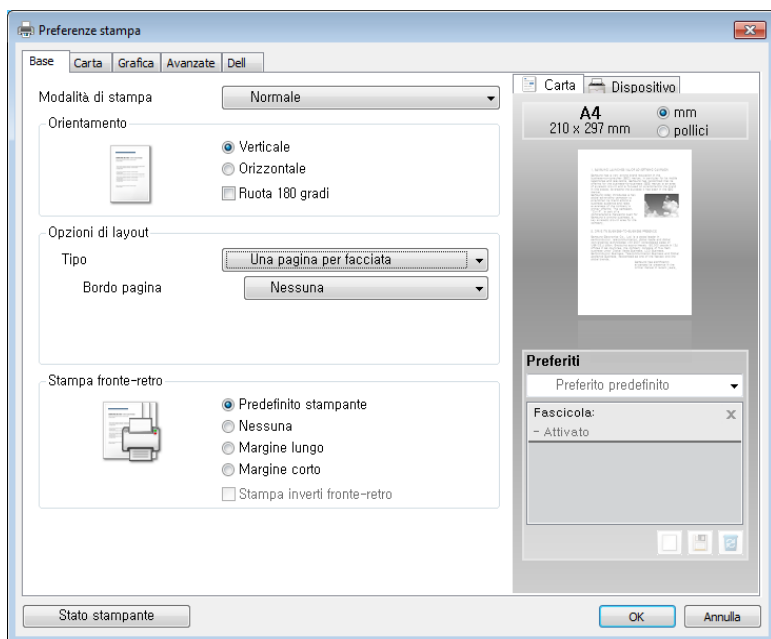 Preferenze stampa
Base
Carta
Grafica
Avanzate
Dell
Modalità di stampa
Normale
Orientamento
Verticale
Orizzontale
Ruota 180 gradi
Opzioni di layout
Tipo
Una pagina per facciata
Bordo pagina
Nessuna
Stampa fronte-retro
Predefinito stampante
Nessuna
Margine lungo
Margine corto
Stampa inverti fronte-retro
Carta
Dispositivo
A4
210 x 297 mm
mm
pollici
Preferiti
Preferito predefinito
Fascicola:
- Attivato
Stato stampante
OK
Annulla